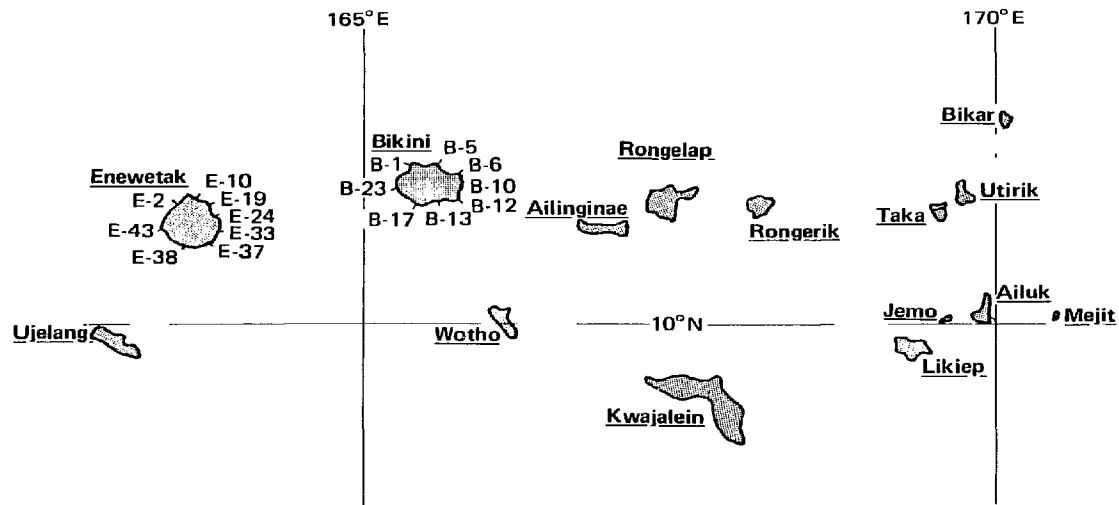 165°E
170°E
Bikar
Bikini
B-5
B-1
B-6
Rongelap
Enewetak
E-10
B-23
B-10
E-2
E-19
B-12
Utirik
E-24
B-17
B-13
Ailinginae
Taka
E-43
E-33
Rongerik
E-38
E-37
Ailuk
Jemo
Mejit
Ujelang
Wotho
10°N
Likiep
Kwajalein